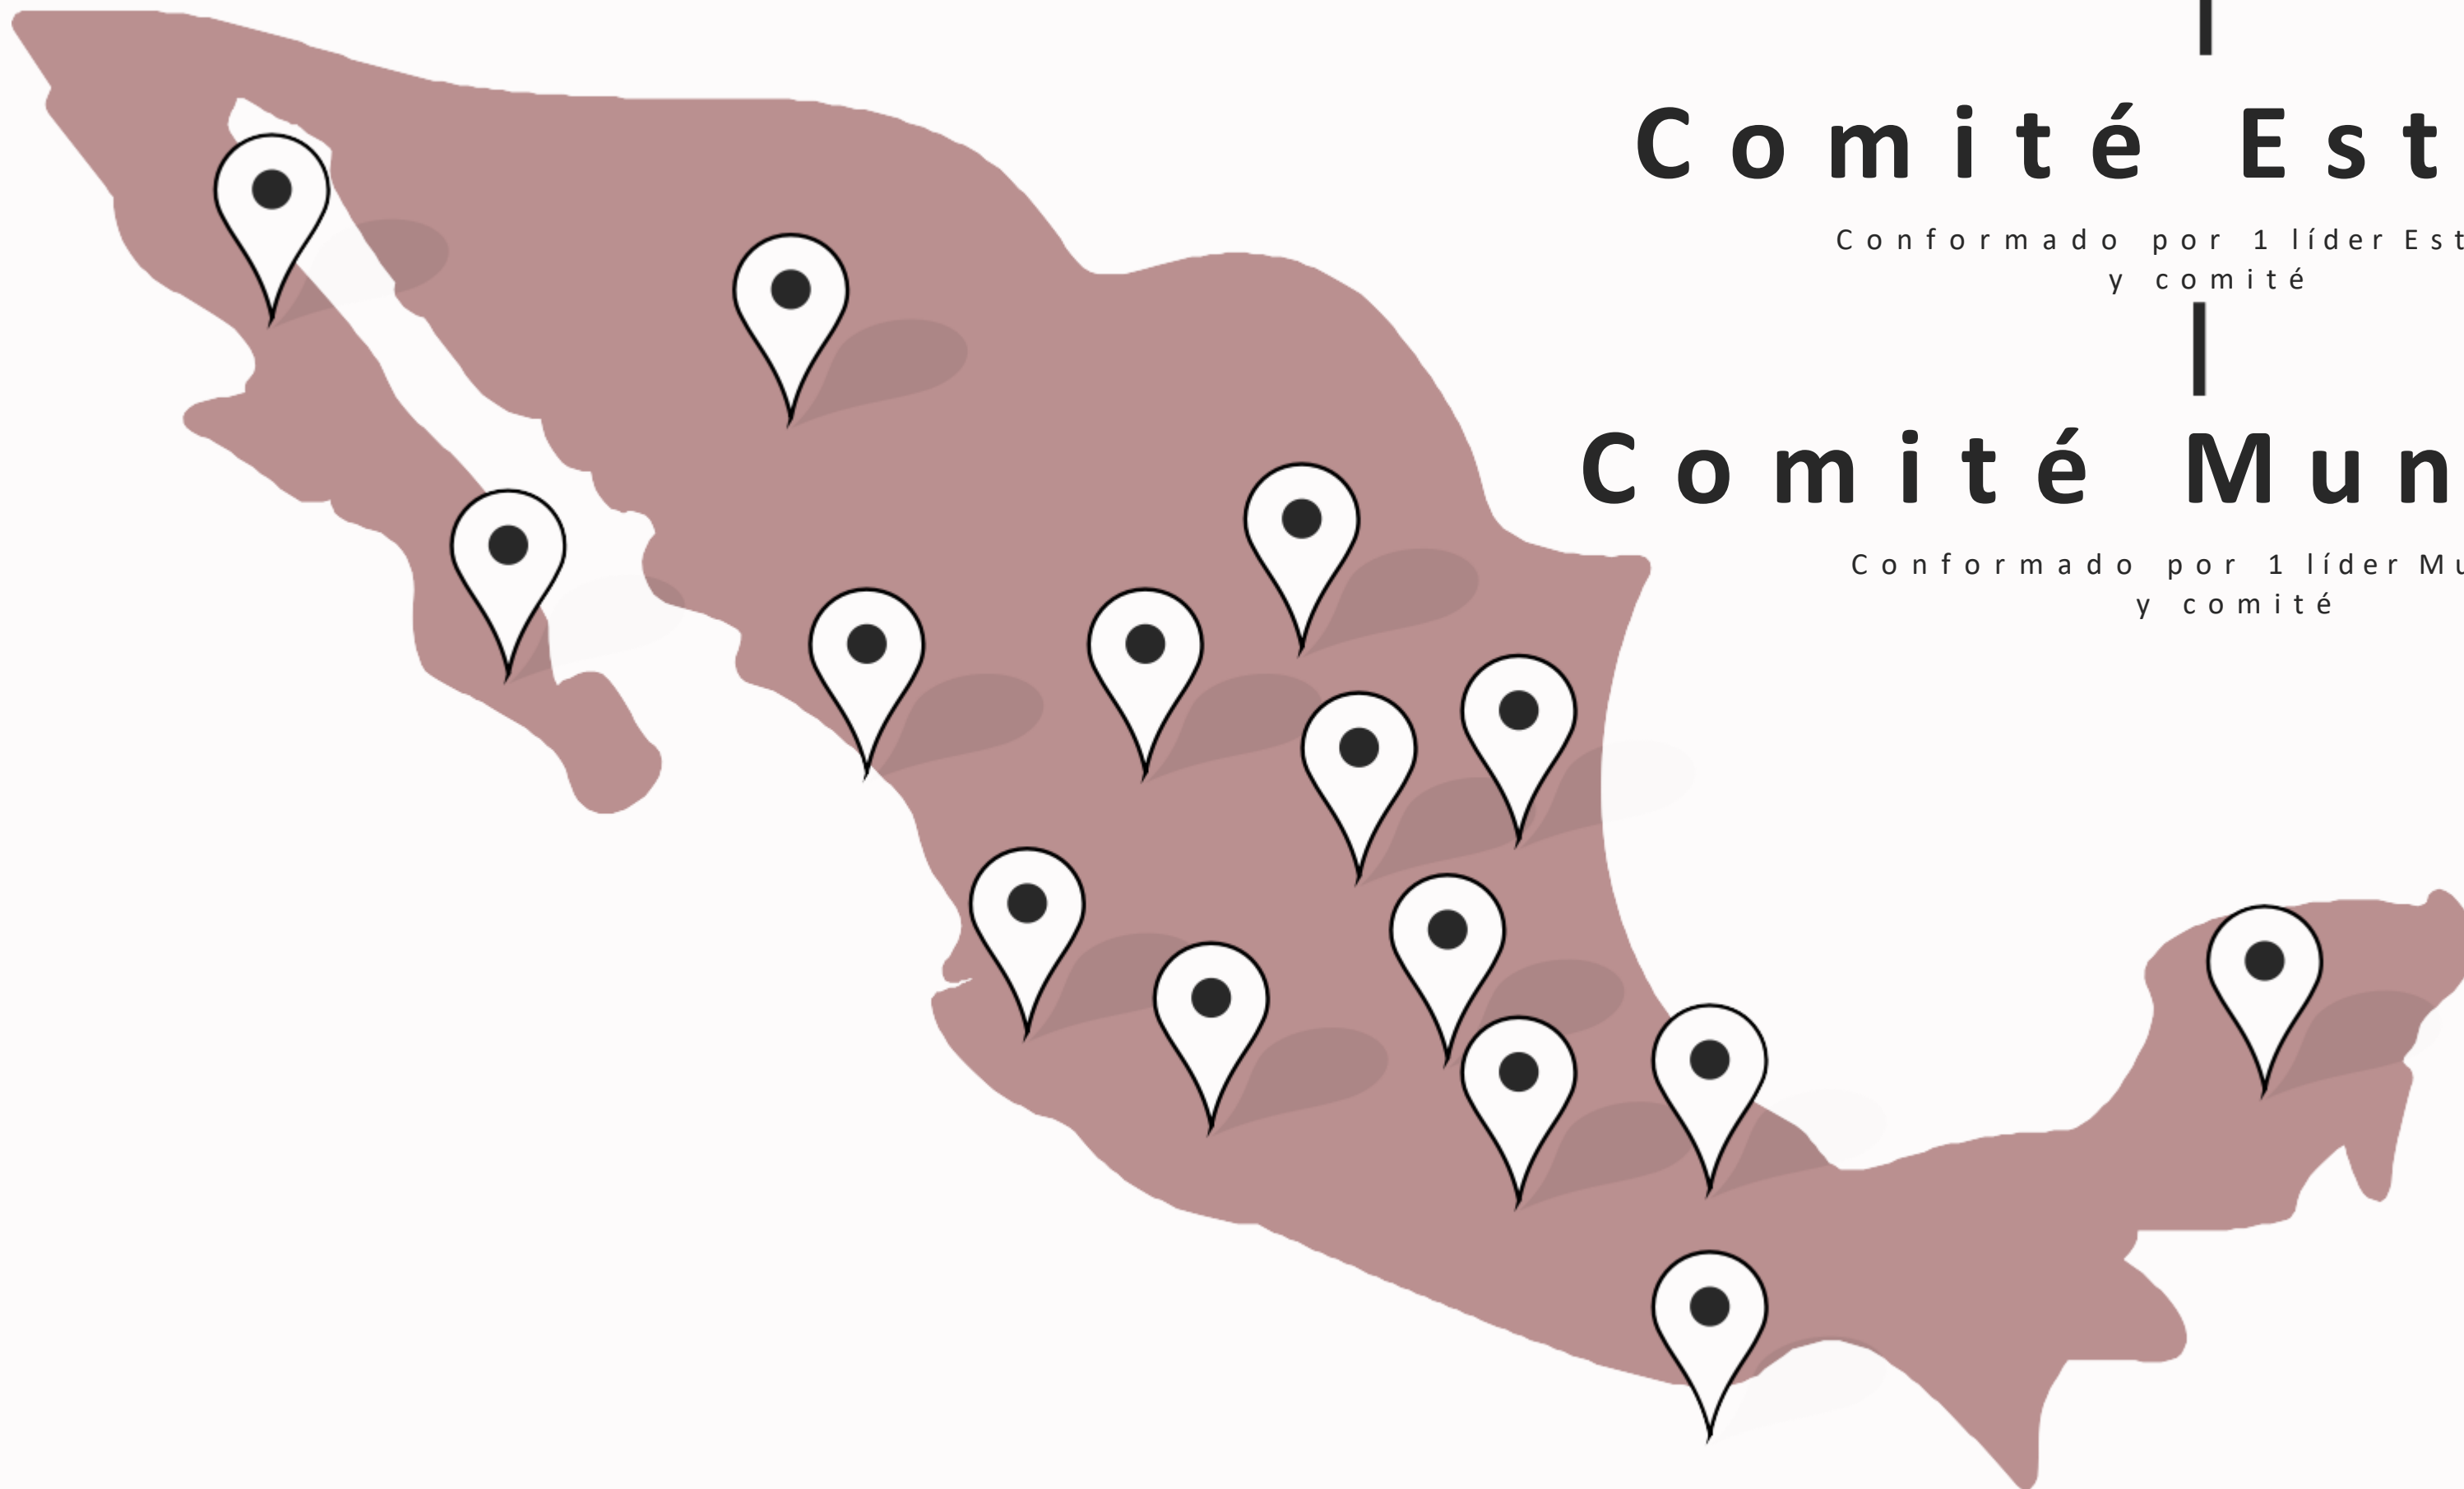 Comité Est
Conformado por 1 líder Est
y comité
Comité Mun
Conformado por 1 líder Mu
y comité